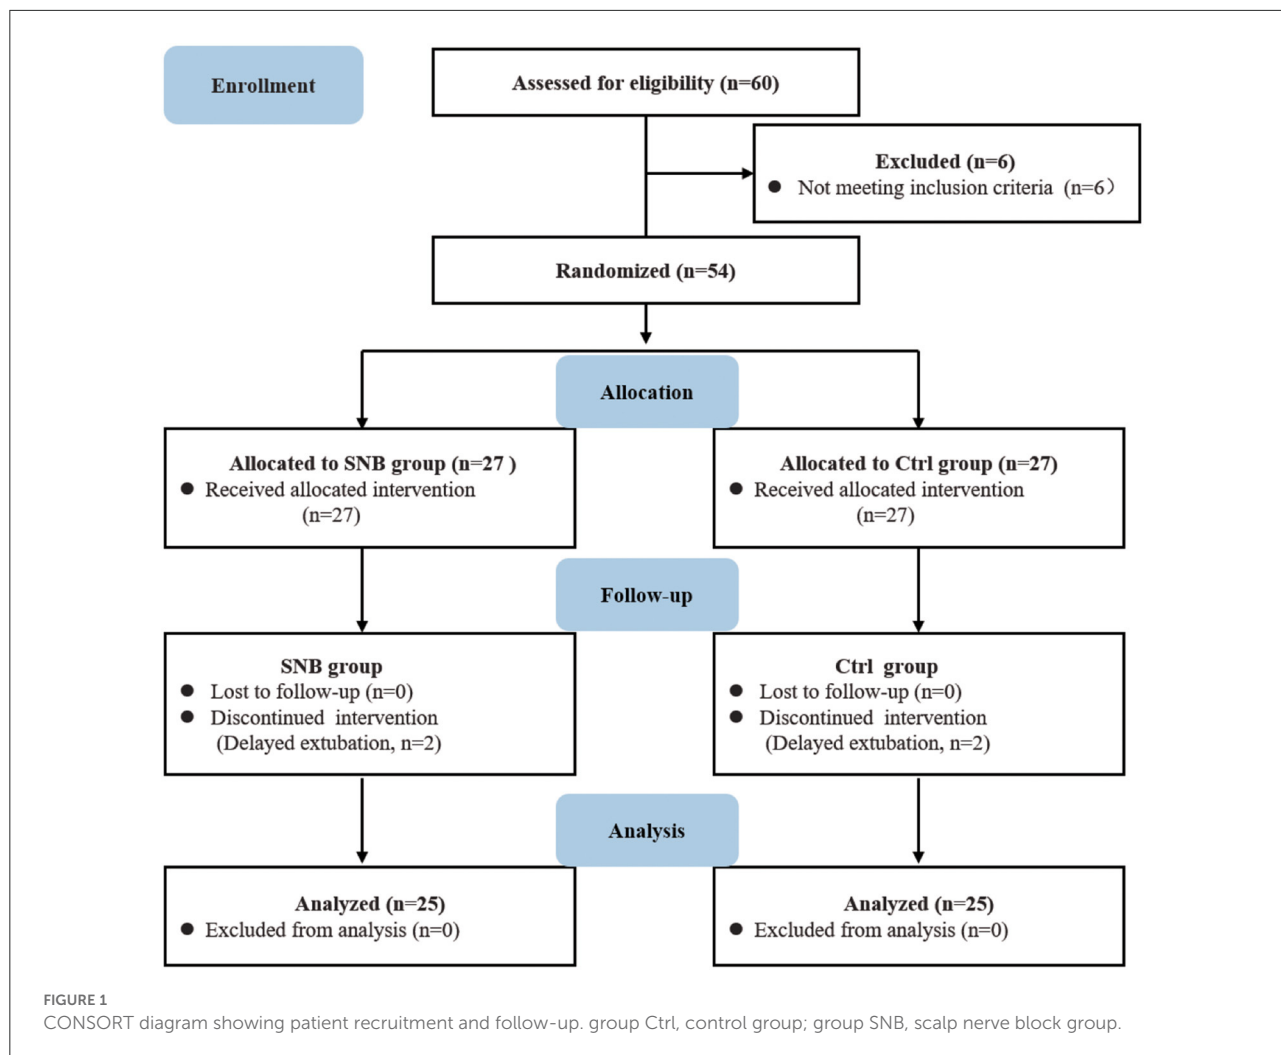 Enrollment
Assessed for eligibility (n=60)
Excluded (n=6)
● Not meeting inclusion criteria (n=6）
Randomized (n=54)
Allocation
Allocated to SNB group (n=27 )
● Received allocated intervention
(n=27)
Allocated to Ctrl group (n=27)
● Received allocated intervention
(n=27)
Follow-up
SNB group
● Lost to follow-up (n=0)
● Discontinued intervention
(Delayed extubation, n=2)
Ctrl group
● Lost to follow-up (n=0)
● Discontinued intervention
(Delayed extubation, n=2)
Analysis
Analyzed (n=25)
● Excluded from analysis (n=0)
Analyzed (n=25)
● Excluded from analysis (n=0)
FIGURE 1
CONSORT diagram showing patient recruitment and follow-up. group Ctrl, control group; group SNB, scalp nerve block group.